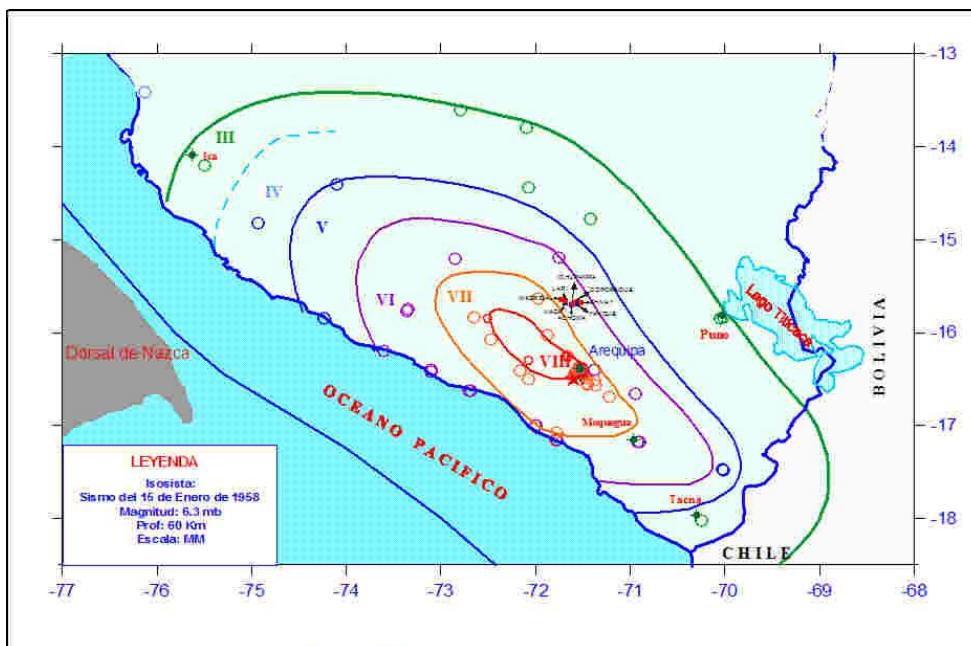 -77 -76 -75 -74 -73 -72 -71 -70 -69 -68
-13
-14
-15
-16
-17
-18
III
Ica
IV
V
VI
VII
VIII
Arequipa
Moquegua
Tacna
Puno
Lago Titicaca
BOLIVIA
CHILE
Dorsal de Nazca
OCEANO PACIFICO
LEYENDA
Isosista:
Sismo del 15 de Enero de 1958
Magnitud: 6.3 mb
Prof: 60 Km
Escala: MM